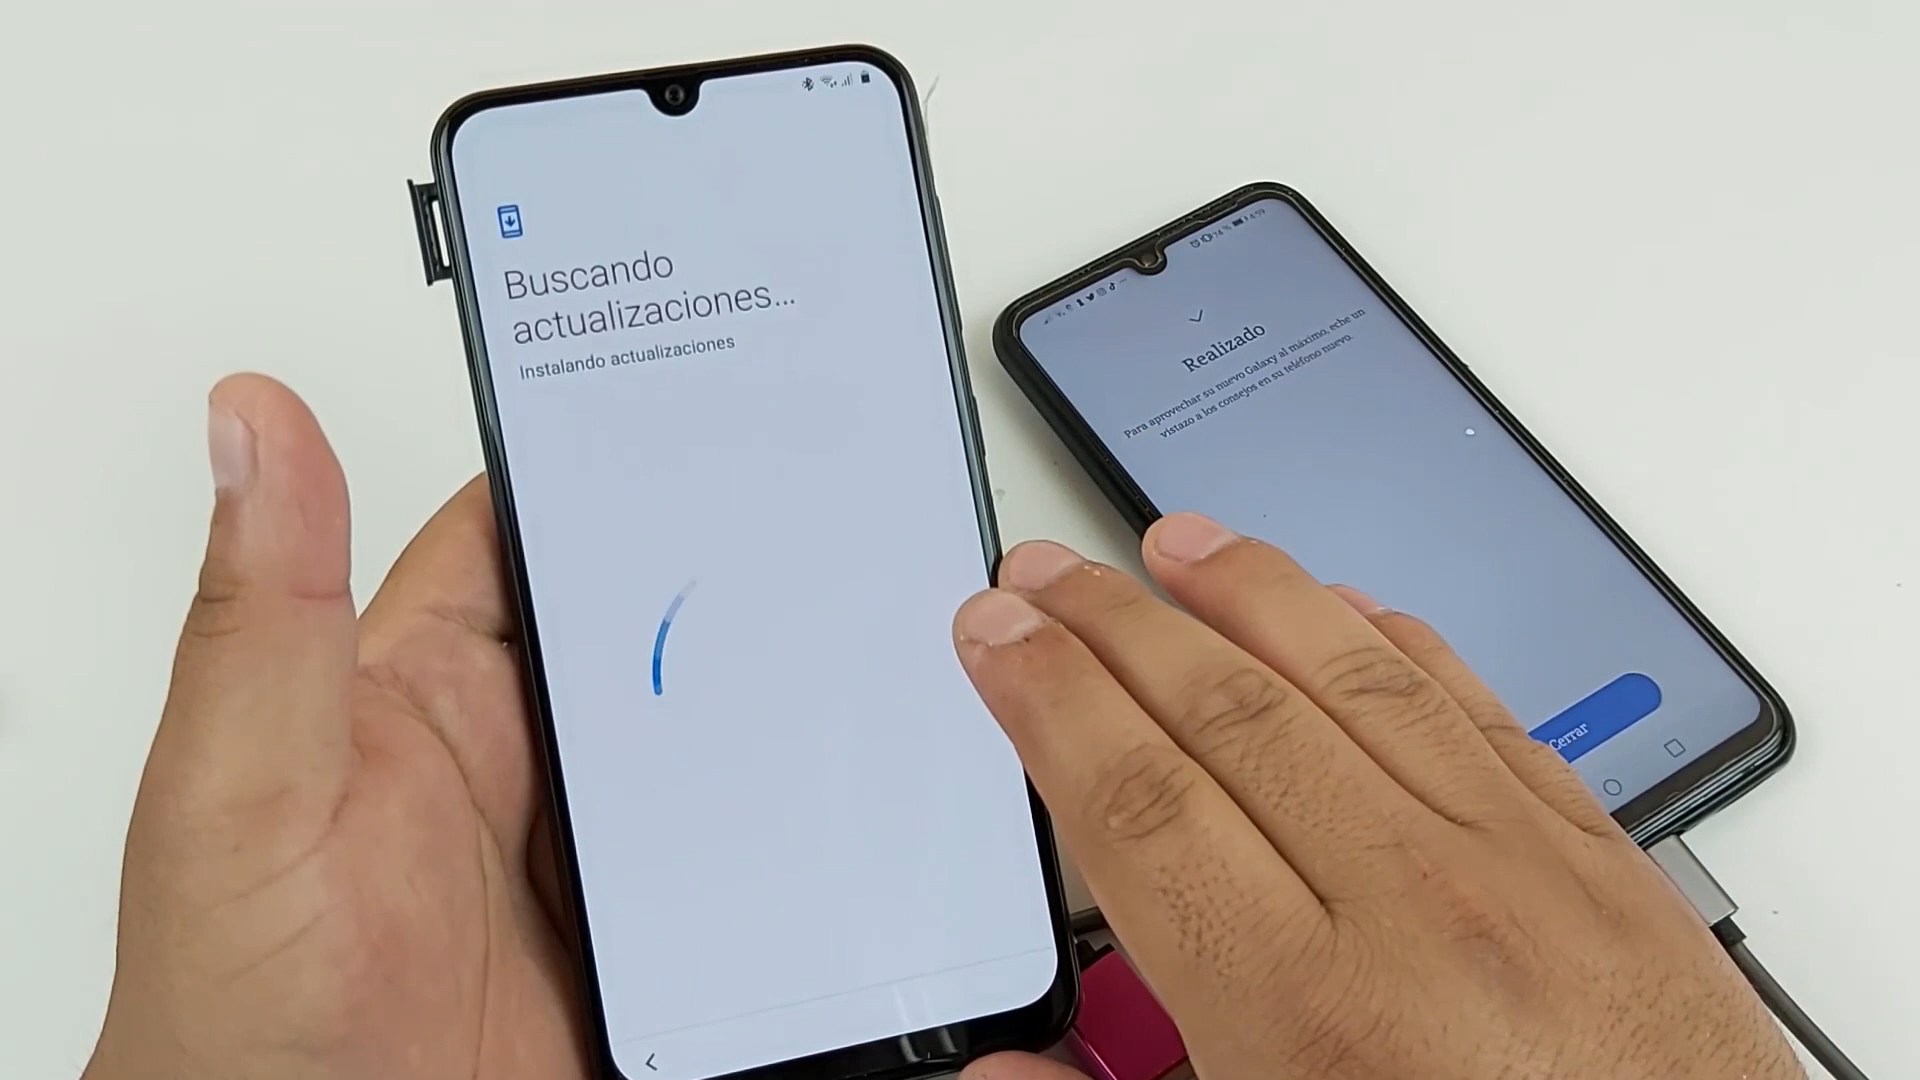 Buscando
actualizaciones...
Instalando actualizaciones
Realizado
Para aprovechar su nuevo Galaxy al máximo, eche un
vistazo a los consejos en su teléfono nuevo.
Cerrar